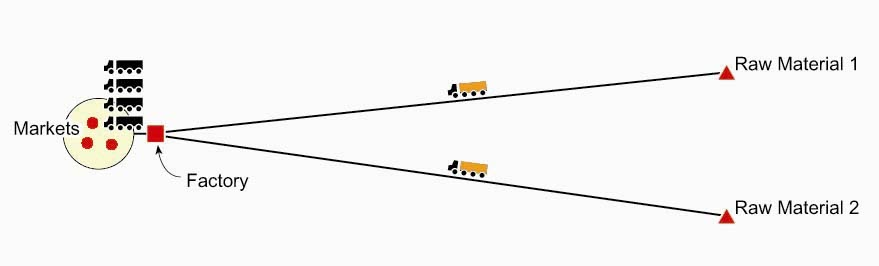 Raw Material 1
Markets
Factory
Raw Material 2